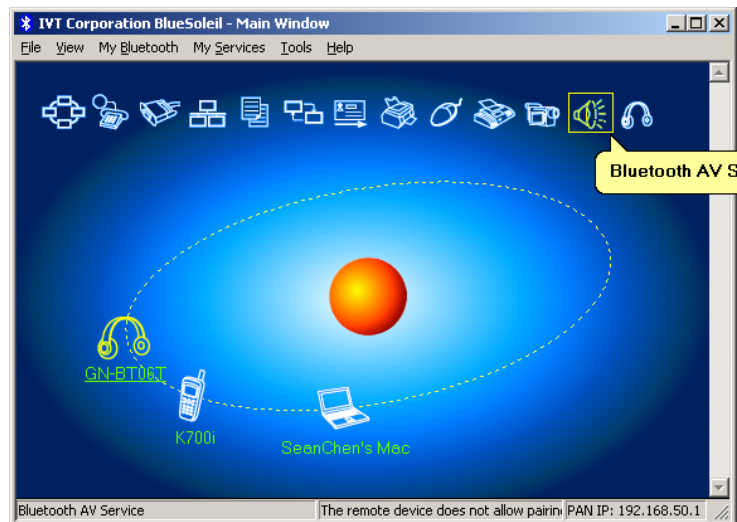 IVT Corporation BlueSoleil - Main Window
File View My Bluetooth My Services Tools Help
Bluetooth AV S
GN-BT06T
K700i
SeanChen's Mac
Bluetooth AV Service
The remote device does not allow pairin
PAN IP: 192.168.50.1